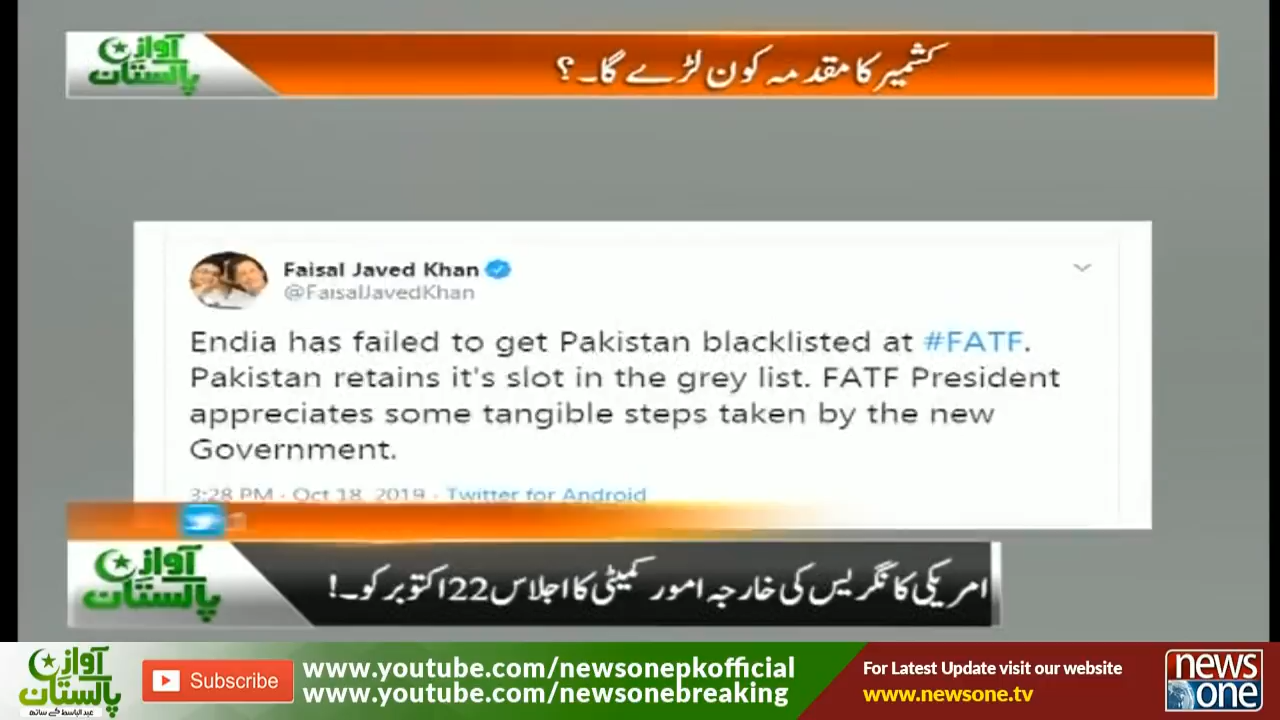 آواز پاکستان
کشمیر کا مقدمہ کون لڑے گا۔؟
Faisal Javed Khan
@FaisalJavedKhan
Endia has failed to get Pakistan blacklisted at #FATF.
Pakistan retains it's slot in the grey list. FATF President
appreciates some tangible steps taken by the new
Government.
3:28 PM · Oct 18, 2019 · Twitter for Android
آواز پاکستان
امریکی کانگریس کی خارجہ امور کمیٹی کا اجلاس 22 اکتوبر کو۔!
آواز پاکستان
عبدالباسط کے ساتھ
Subscribe
www.youtube.com/newsonepkofficial
www.youtube.com/newsonebreaking
For Latest Update visit our website
www.newsone.tv
news
one